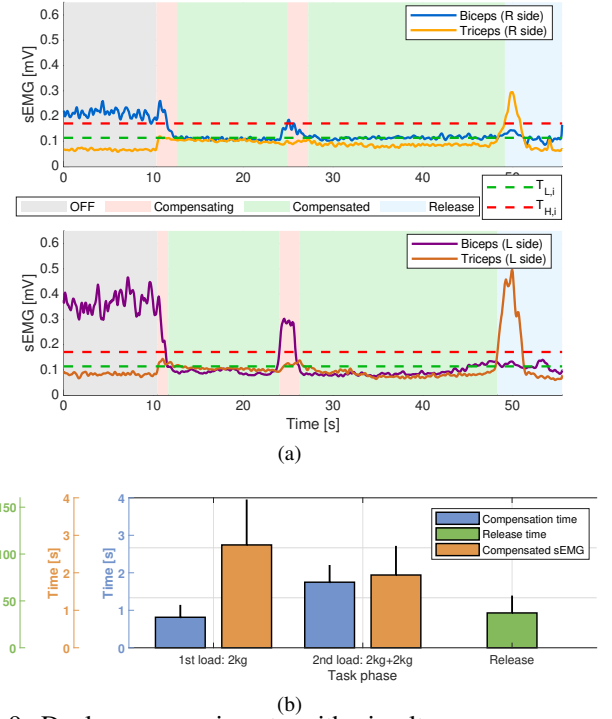 0.6
0.5
0.4
0.3
0.2
0.1
0
sEMG [mV]
Biceps (R side)
Triceps (R side)
0 10 20 30 40 50
Time [s]
OFF Compensating Compensated Release
T_L,i
T_H,i
0.6
0.5
0.4
0.3
0.2
0.1
0
sEMG [mV]
Biceps (L side)
Triceps (L side)
0 10 20 30 40 50
Time [s]
(a)
150
100
50
0
4
3
2
1
0
Time [s]
4
3
2
1
0
Time [s]
Compensation time
Release time
Compensated sEMG
1st load: 2kg 2nd load: 2kg+2kg Release
Task phase
(b)